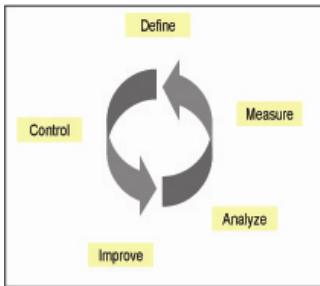 Define
Measure
Analyze
Improve
Control